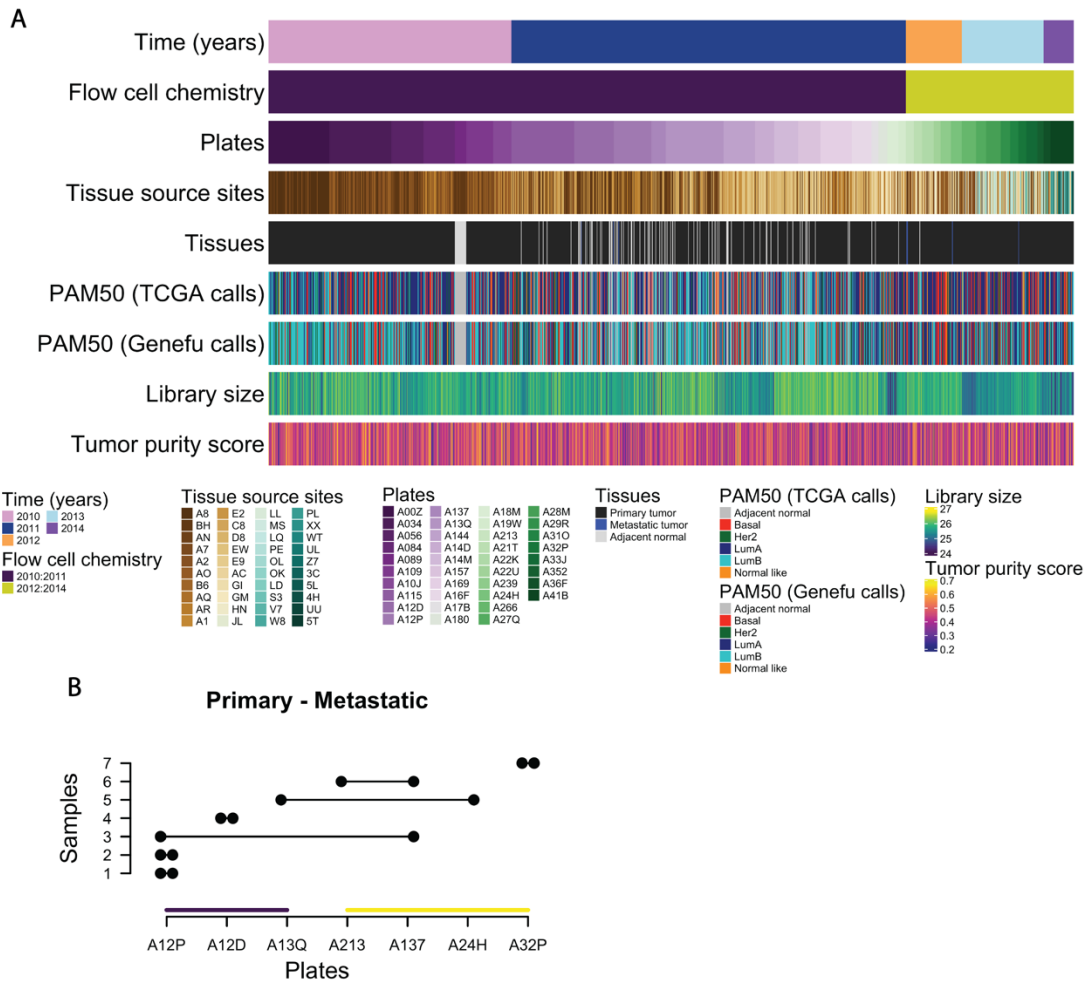 A
Time (years)
Flow cell chemistry
Plates
Tissue source sites
Tissues
PAM50 (TCGA calls)
PAM50 (Genefu calls)
Library size
Tumor purity score
Time (years)
2010
2011
2012
2013
2014
Flow cell chemistry
2010:2011
2012:2014
Tissue source sites
A8
BH
AN
A7
A2
AO
B6
AQ
AR
A1
E2
C8
D8
EW
E9
AC
GI
GM
HN
JL
LL
MS
LQ
PE
OL
OK
LD
S3
V7
W8
PL
XX
WT
UL
Z7
3C
5L
4H
UU
5T
Plates
A00Z
A034
A056
A084
A089
A109
A10J
A115
A12D
A12P
A137
A13Q
A144
A14D
A14M
A157
A169
A16F
A17B
A180
A18M
A19W
A213
A21T
A22K
A22U
A239
A24H
A266
A27Q
A28M
A29R
A31O
A32P
A33J
A352
A36F
A41B
Tissues
Primary tumor
Metastatic tumor
Adjacent normal
PAM50 (TCGA calls)
Adjacent normal
Basal
Her2
LumA
LumB
Normal like
PAM50 (Genefu calls)
Adjacent normal
Basal
Her2
LumA
LumB
Normal like
Library size
27
26
25
24
Tumor purity score
0.7
0.6
0.5
0.4
0.3
0.2
B
Primary - Metastatic
Samples
7
6
5
4
3
2
1
A12P
A12D
A13Q
A213
A137
A24H
A32P
Plates